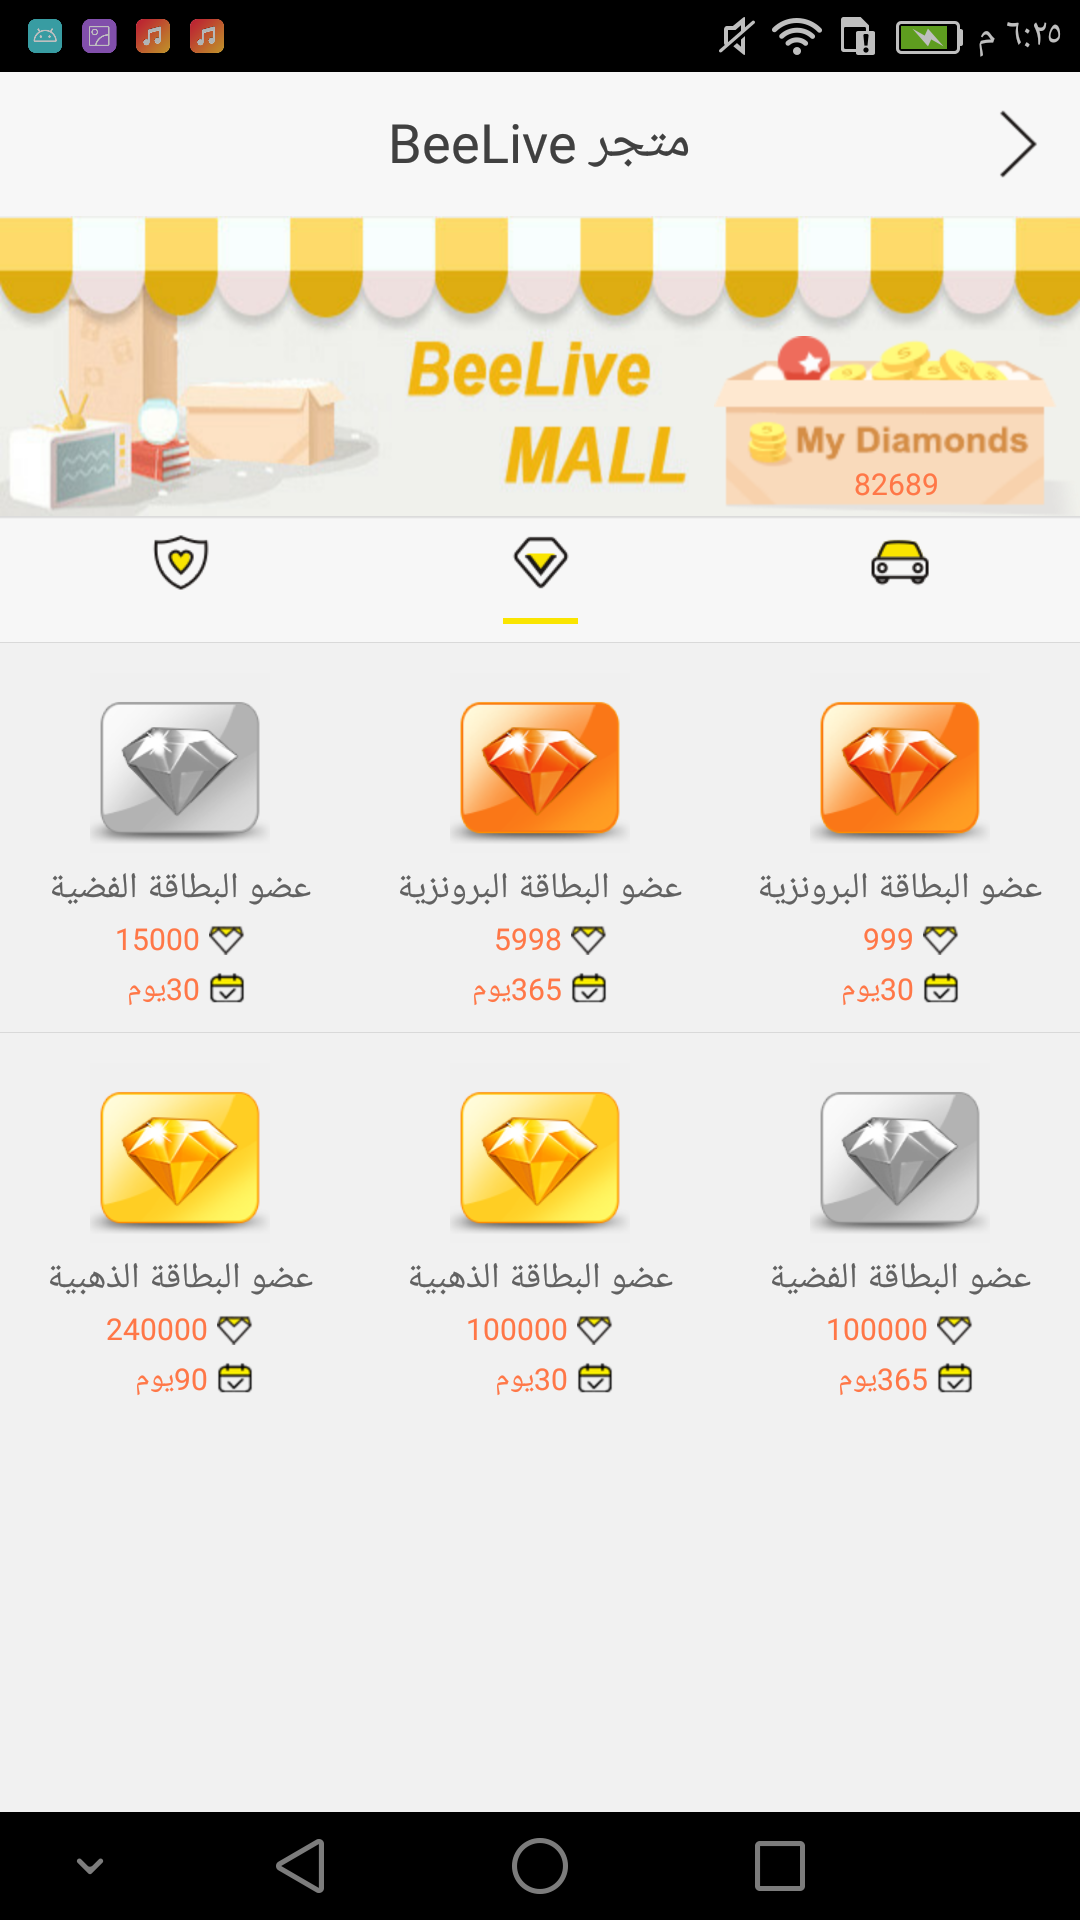 ٦:٢٥ م
متجر BeeLive
BeeLive
MALL
My Diamonds
82689
عضو البطاقة البرونزية
999
30يوم
عضو البطاقة البرونزية
5998
365يوم
عضو البطاقة الفضية
15000
30يوم
عضو البطاقة الفضية
100000
365يوم
عضو البطاقة الذهبية
100000
30يوم
عضو البطاقة الذهبية
240000
90يوم